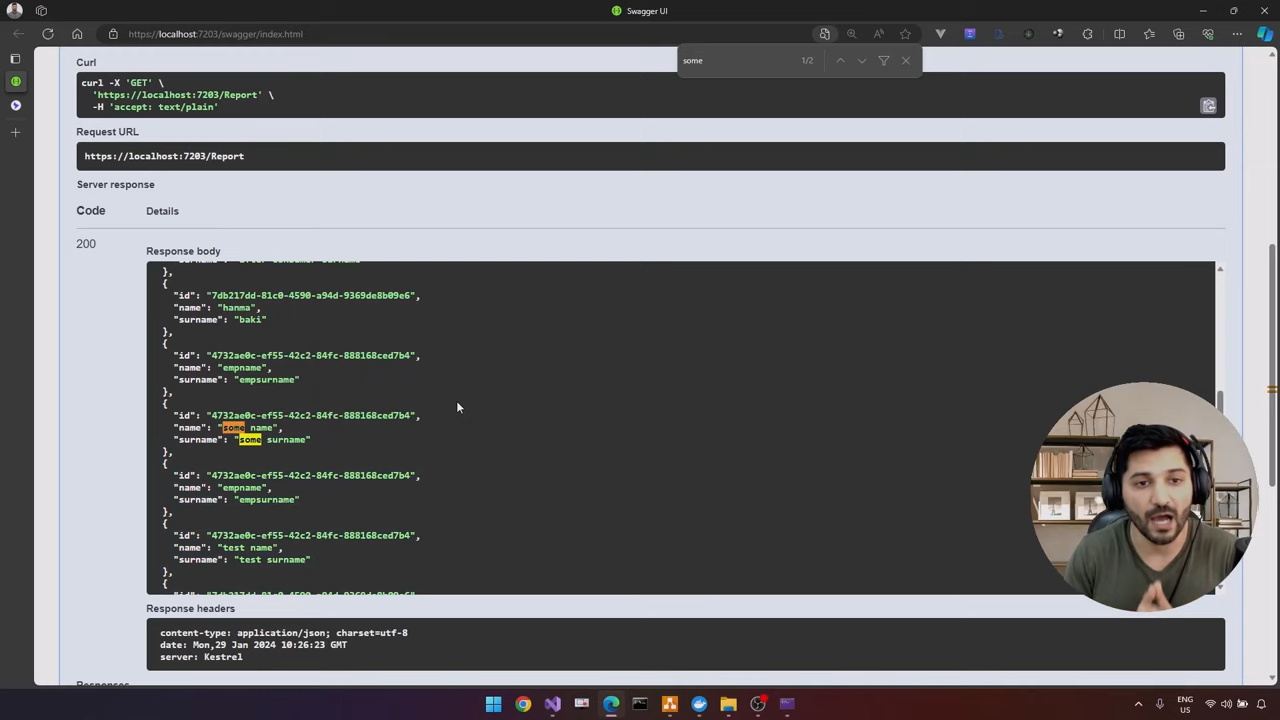 Swagger UI
https://localhost:7203/swagger/index.html
some
1/2
Curl
curl -X 'GET' \
'https://localhost:7203/Report' \
-H 'accept: text/plain'
Request URL
https://localhost:7203/Report
Server response
Code Details
200
Response body
},
{
"id": "7db217dd-81c0-4590-a94d-9369de8b09e6",
"name": "hanma",
"surname": "baki"
},
{
"id": "4732ae0c-ef55-42c2-84fc-888168ced7b4",
"name": "empname",
"surname": "empsurname"
},
{
"id": "4732ae0c-ef55-42c2-84fc-888168ced7b4",
"name": "some name",
"surname": "some surname"
},
{
"id": "4732ae0c-ef55-42c2-84fc-888168ced7b4",
"name": "empname",
"surname": "empsurname"
},
{
"id": "4732ae0c-ef55-42c2-84fc-888168ced7b4",
"name": "test name",
"surname": "test surname"
},
{
Response headers
content-type: application/json; charset=utf-8
date: Mon,29 Jan 2024 10:26:23 GMT
server: Kestrel
Responses
ENG
US